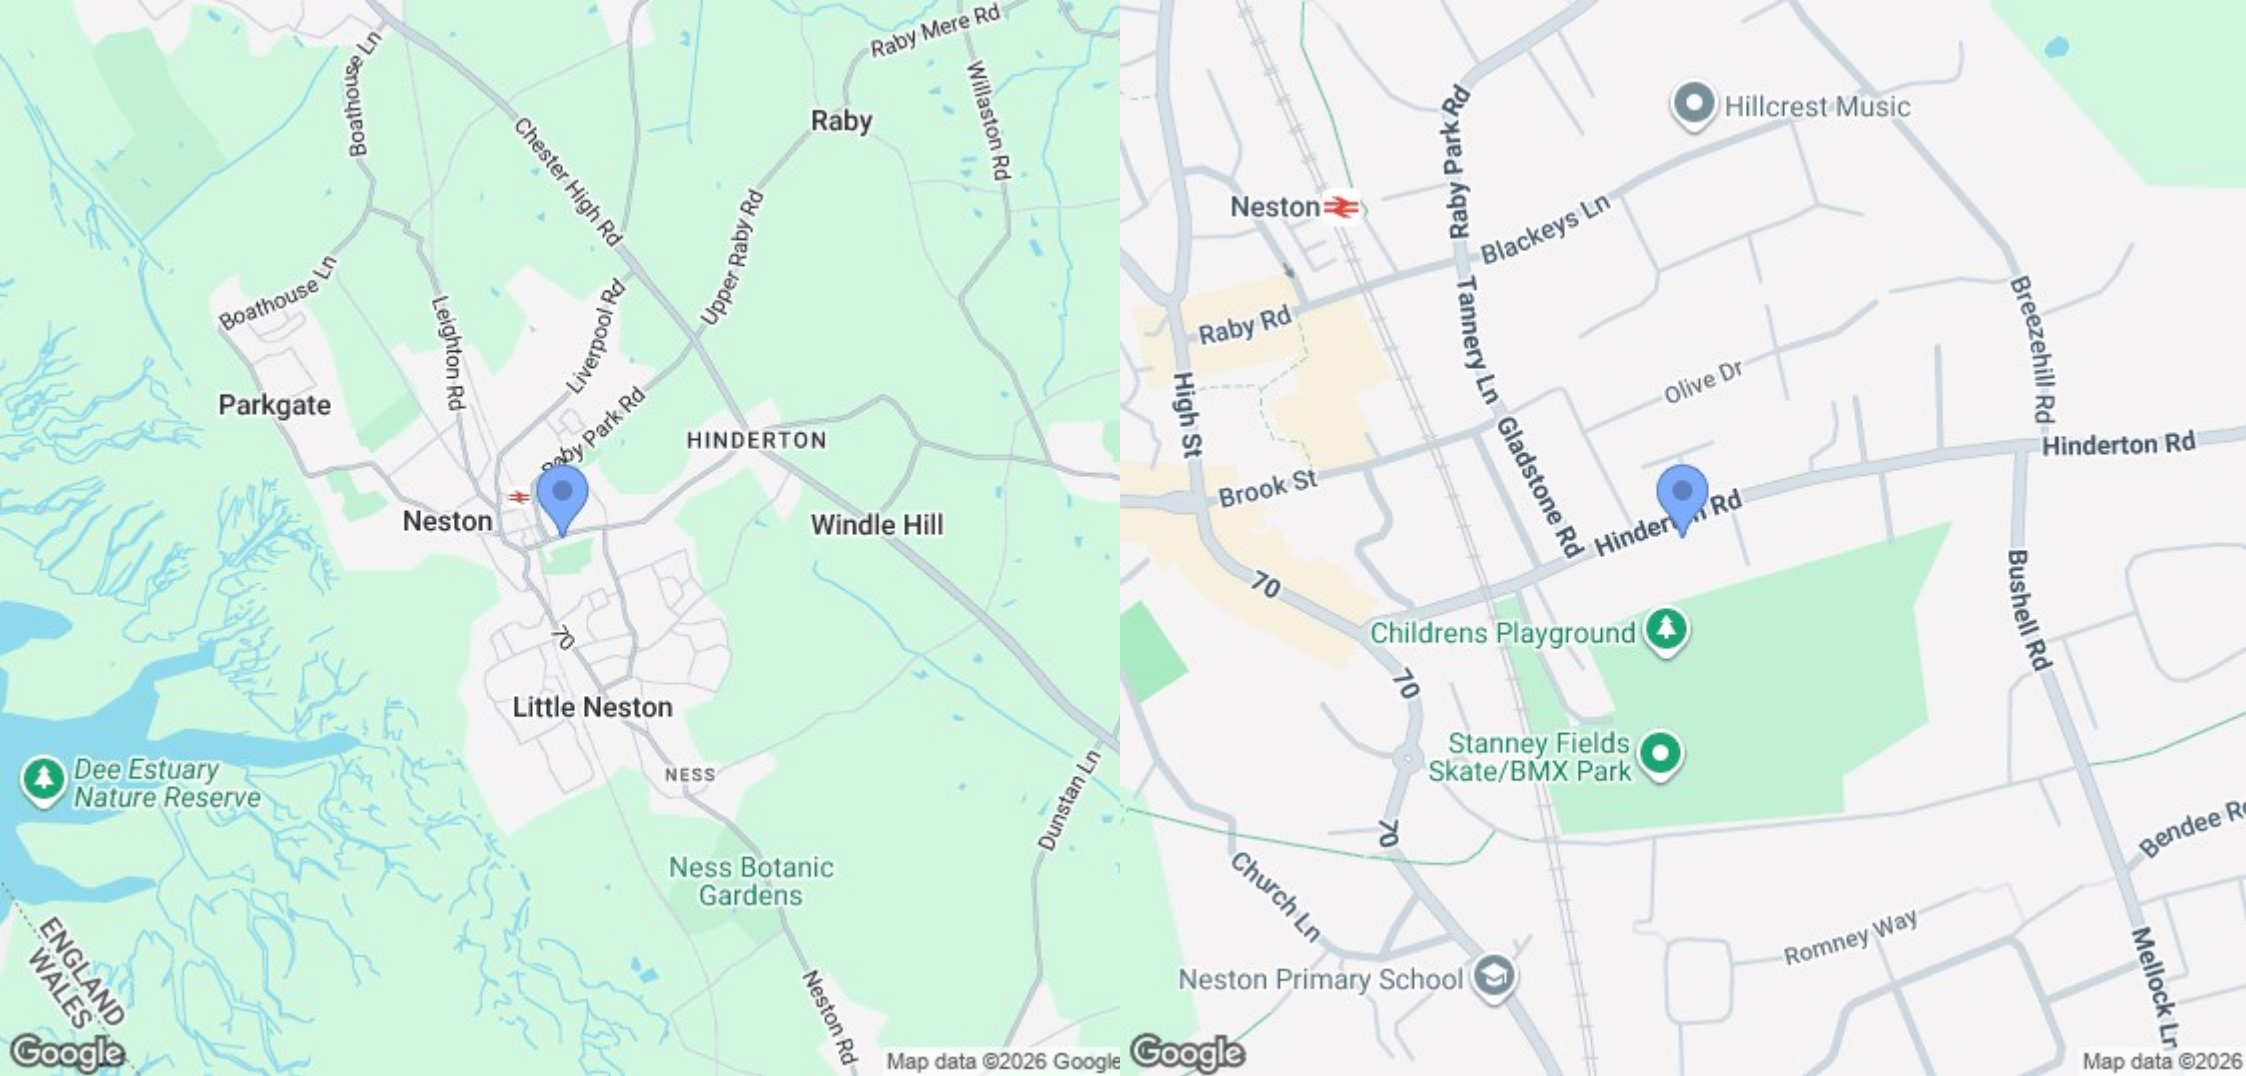 Boathouse Ln
Raby Mere Rd
Willaston Rd
Raby
Chester High Rd
Upper Raby Rd
Boathouse Ln
Leighton Rd
Liverpool Rd
Parkgate
Raby Park Rd
HINDERTON
Neston
Windle Hill
70
Little Neston
NESS
Dee Estuary
Nature Reserve
Dunstan Ln
Ness Botanic
Gardens
ENGLAND
WALES
Neston Rd
Google
Map data ©2026 Google
Raby Park Rd
Hillcrest Music
Neston
Blackeys Ln
Raby Rd
Tannery Ln
Breezehill Rd
High St
Olive Dr
Gladstone Rd
Hinderton Rd
Brook St
Hinderton Rd
70
Bushell Rd
Childrens Playground
70
Stanney Fields
Skate/BMX Park
70
Bendee Rd
Church Ln
Romney Way
Neston Primary School
Mellock Ln
Google
Map data ©2026